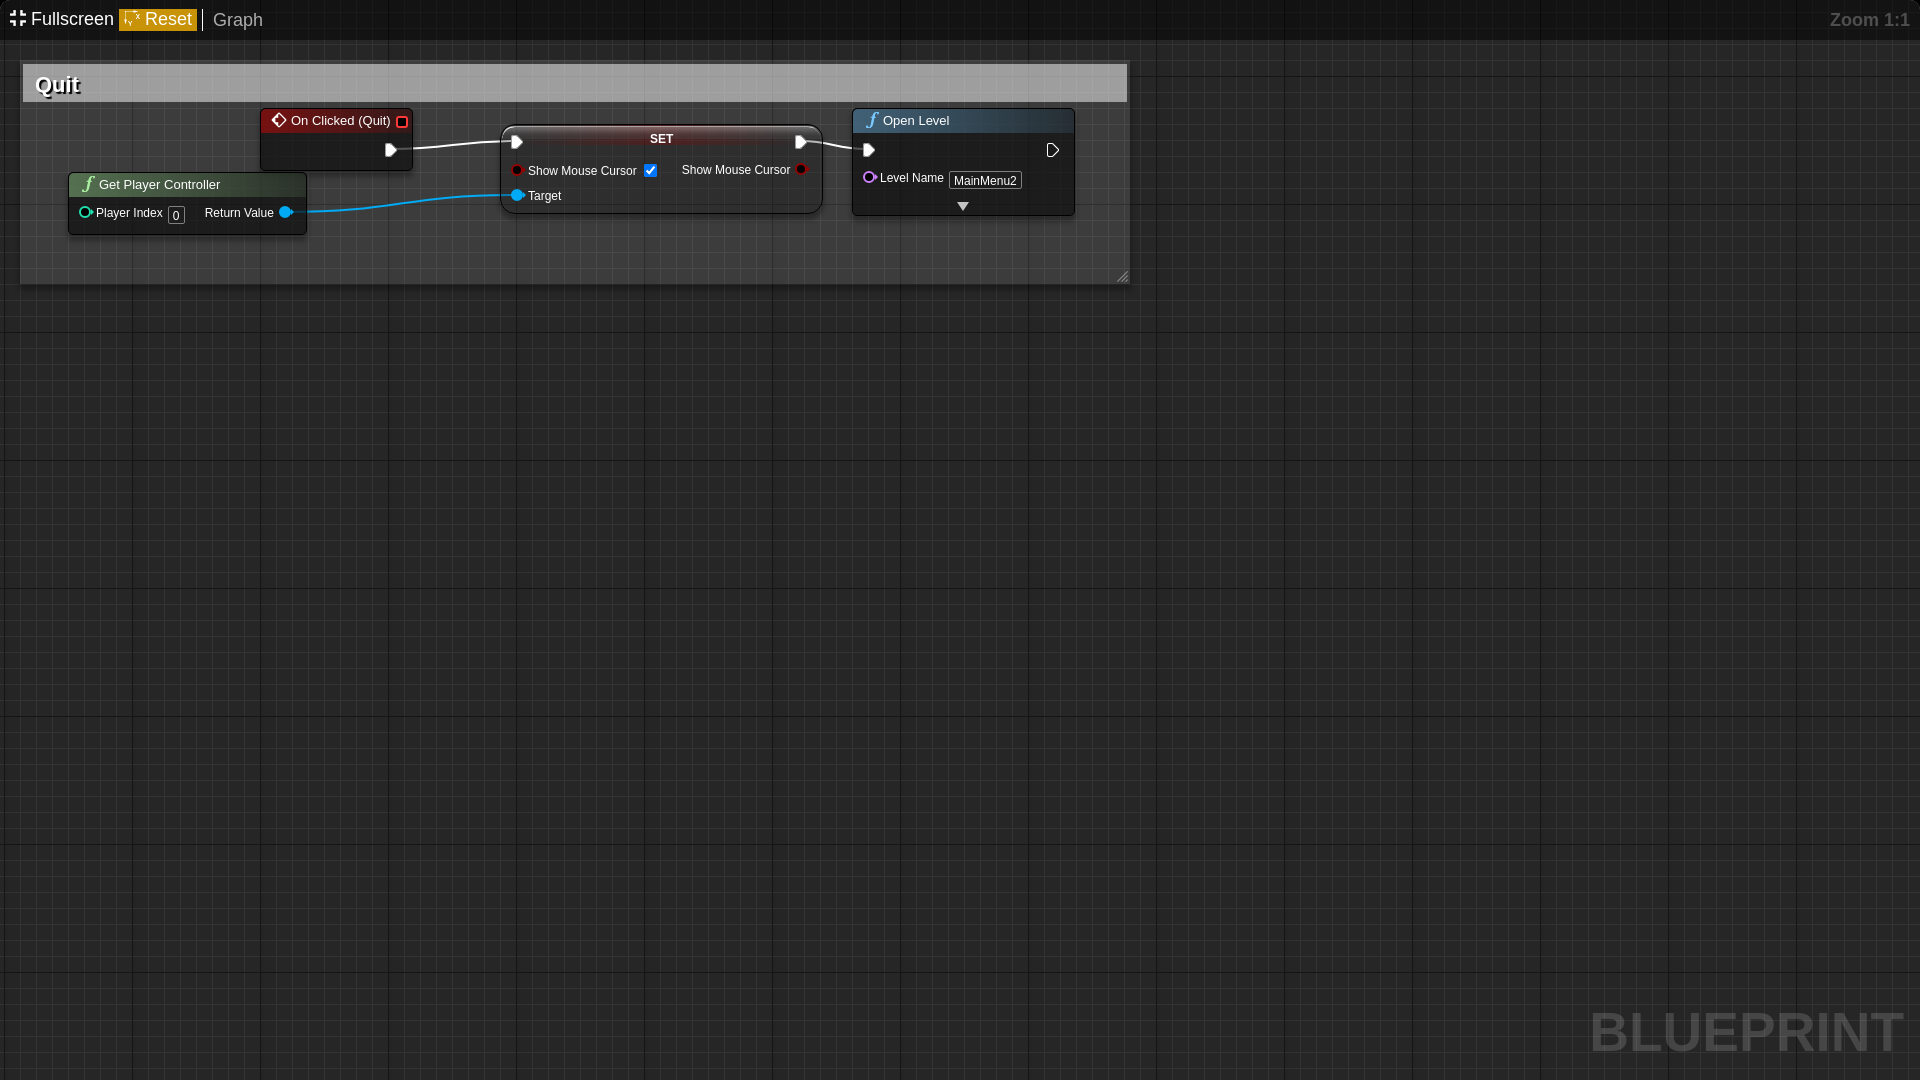 Fullscreen Reset Graph Zoom 1:1
Quit
On Clicked (Quit)
SET
Show Mouse Cursor Show Mouse Cursor
Target
Open Level
Level Name MainMenu2
Get Player Controller
Player Index 0 Return Value
BLUEPRINT